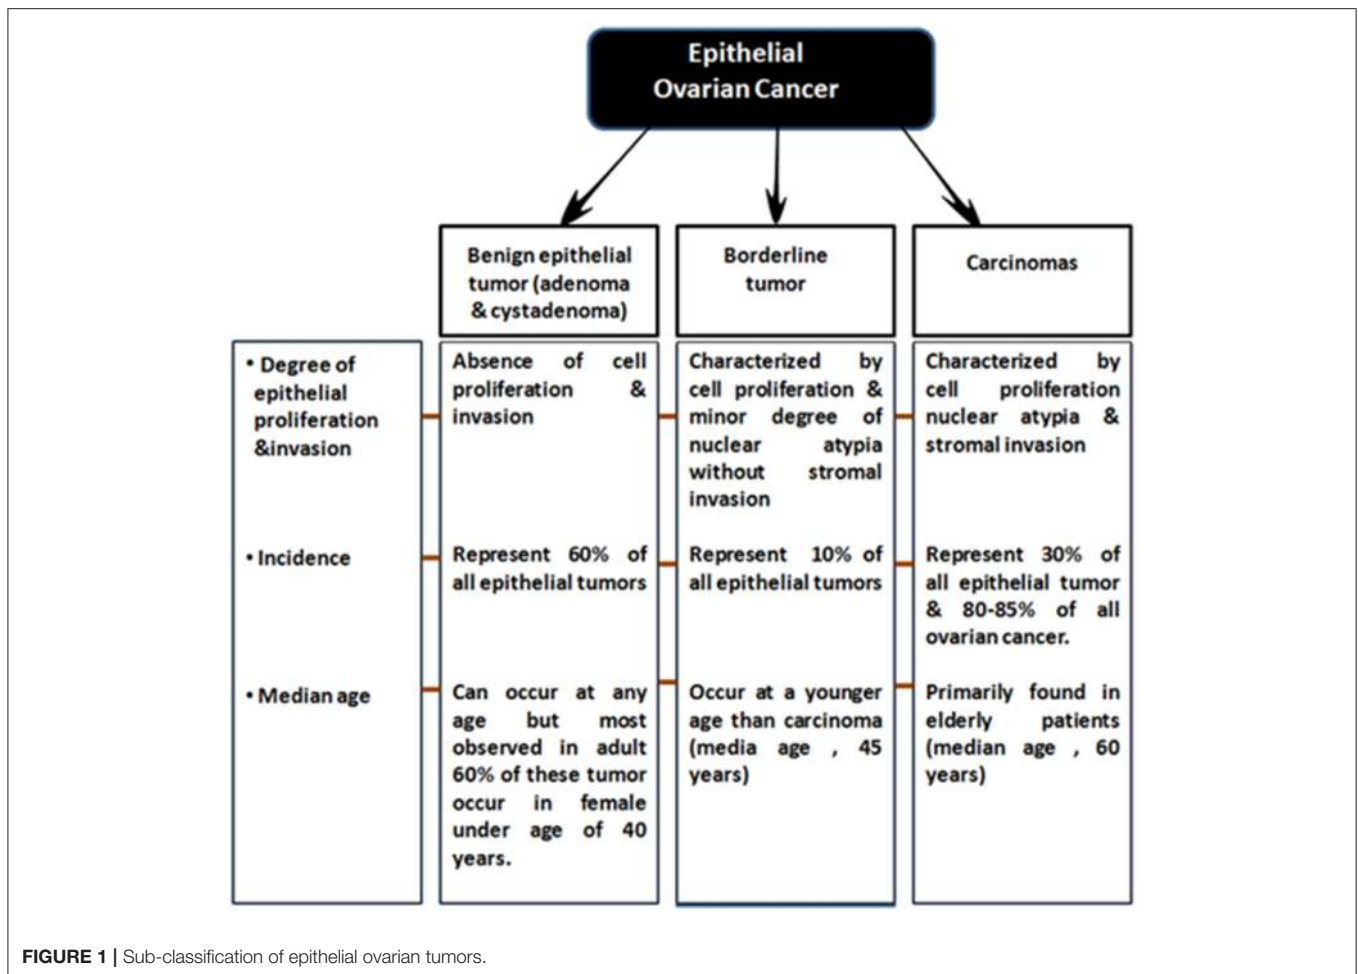 Epithelial
Ovarian Cancer
Benign epithelial
tumor (adenoma
& cystadenoma)
Borderline
tumor
Carcinomas
• Degree of
epithelial
proliferation
&invasion
Absence of cell
proliferation &
invasion
Characterized by
cell proliferation &
minor degree of
nuclear atypia
without stromal
invasion
Characterized by
cell proliferation
nuclear atypia &
stromal invasion
• Incidence
Represent 60% of
all epithelial tumors
Represent 10% of
all epithelial tumors
Represent 30% of
all epithelial tumor
& 80-85% of all
ovarian cancer.
• Median age
Can occur at any
age but most
observed in adult
60% of these tumor
occur in female
under age of 40
years.
Occur at a younger
age than carcinoma
(media age , 45
years)
Primarily found in
elderly patients
(median age , 60
years)
FIGURE 1 | Sub-classification of epithelial ovarian tumors.